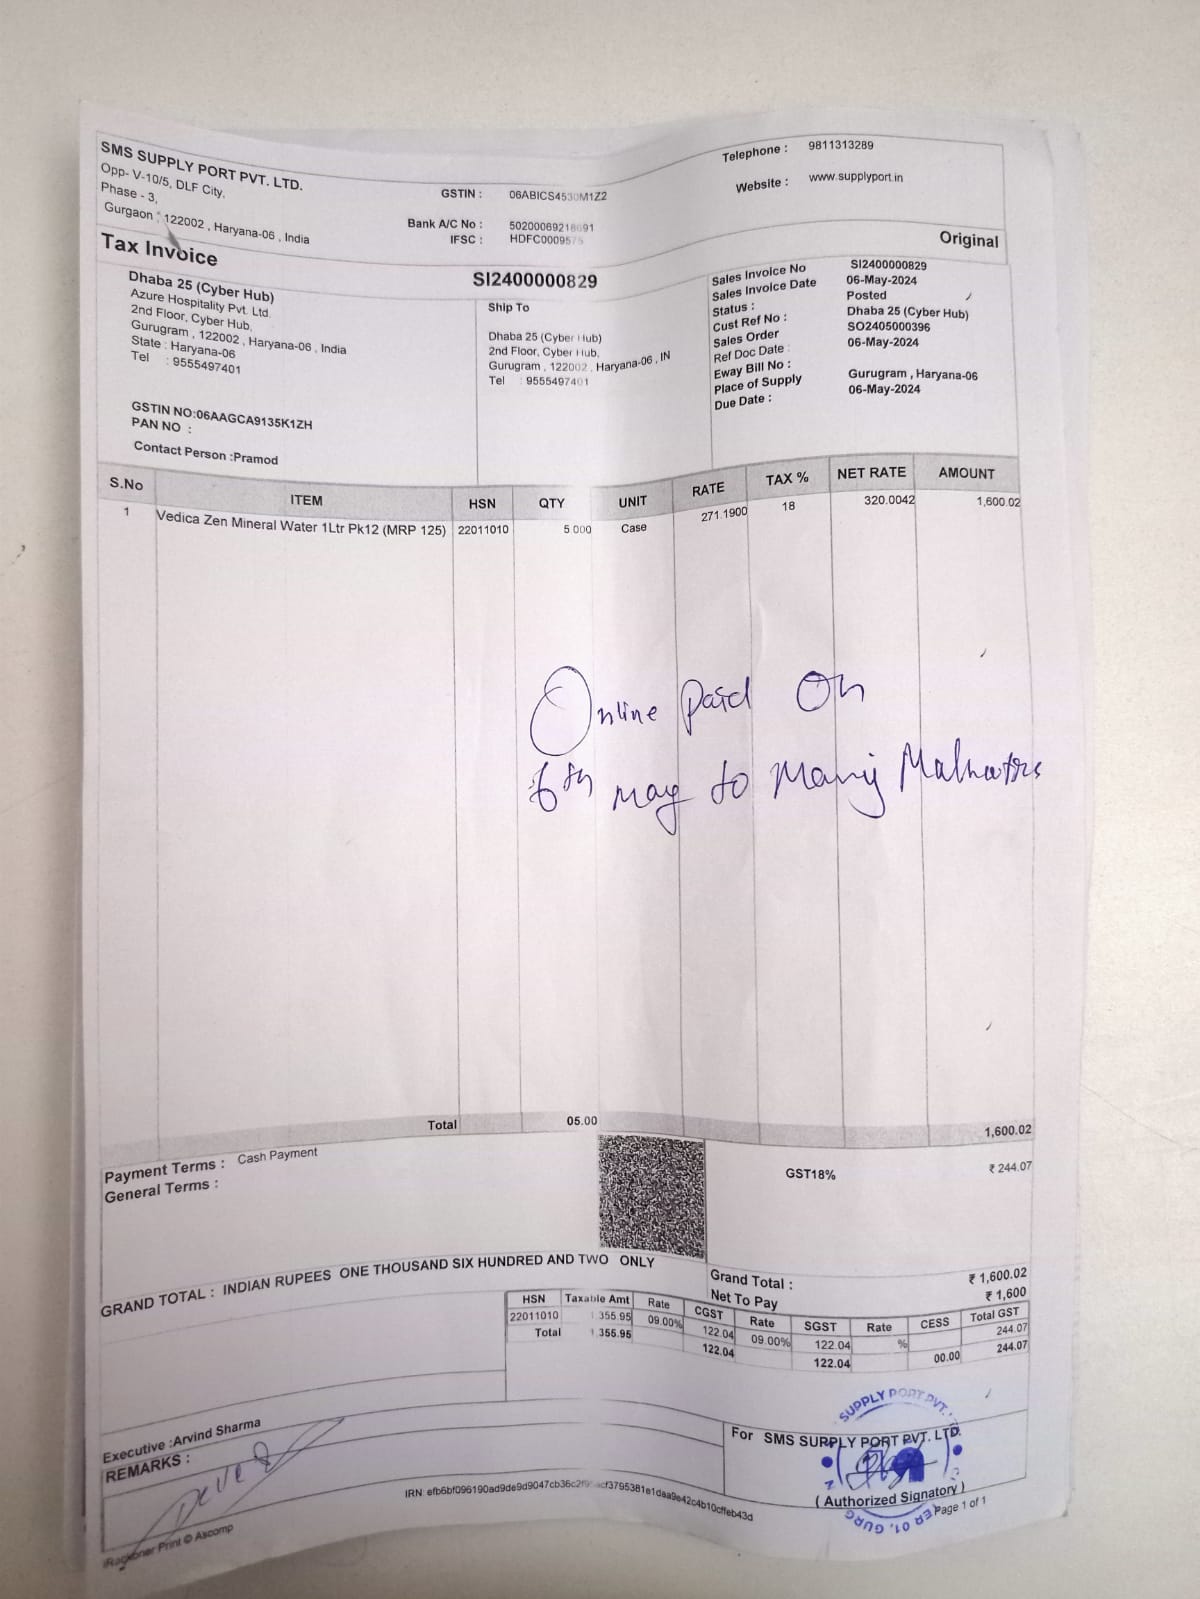 SMS SUPPLY PORT PVT. LTD.
Opp- V-10/5, DLF City,
Phase - 3,
Gurgaon : 122002 , Haryana-06 , India
GSTIN : 06ABICS4530M1Z2
Bank A/C No : 50200069218691
IFSC : HDFC0009575
Telephone : 9811313289
Website : www.supplyport.in
Tax Invoice
SI2400000829
Original
Dhaba 25 (Cyber Hub)
Azure Hospitality Pvt. Ltd.
2nd Floor, Cyber Hub,
Gurugram , 122002 , Haryana-06 , India
State : Haryana-06
Tel : 9555497401
GSTIN NO:06AAGCA9135K1ZH
PAN NO :
Contact Person :Pramod
Ship To
Dhaba 25 (Cyber Hub)
2nd Floor, Cyber Hub,
Gurugram , 122002 , Haryana-06 , IN
Tel : 9555497401
Sales Invoice No SI2400000829
Sales Invoice Date 06-May-2024
Status : Posted
Cust Ref No : Dhaba 25 (Cyber Hub)
Sales Order SO2405000396
Ref Doc Date : 06-May-2024
Eway Bill No :
Place of Supply Gurugram , Haryana-06
Due Date : 06-May-2024
S.No ITEM HSN QTY UNIT RATE TAX % NET RATE AMOUNT
1 Vedica Zen Mineral Water 1Ltr Pk12 (MRP 125) 22011010 5.000 Case 271.1900 18 320.0042 1,600.02
Online paid on
6th may to Manij Malhotra
Total 05.00 1,600.02
Payment Terms : Cash Payment
General Terms :
GST18% ₹ 244.07
GRAND TOTAL : INDIAN RUPEES ONE THOUSAND SIX HUNDRED AND TWO ONLY
Grand Total : ₹ 1,600.02
Net To Pay ₹ 1,600
HSN Taxable Amt Rate CGST Rate SGST Rate CESS Total GST
22011010 1 355.95 09.00% 122.04 09.00% 122.04 % 244.07
Total 1 355.95 122.04 122.04 00.00 244.07
Executive :Arvind Sharma
REMARKS :
For SMS SUPPLY PORT PVT. LTD.
SUPPLY PORT PVT.
( Authorized Signatory )
Page 1 of 1
iRackoner Print © Ascomp